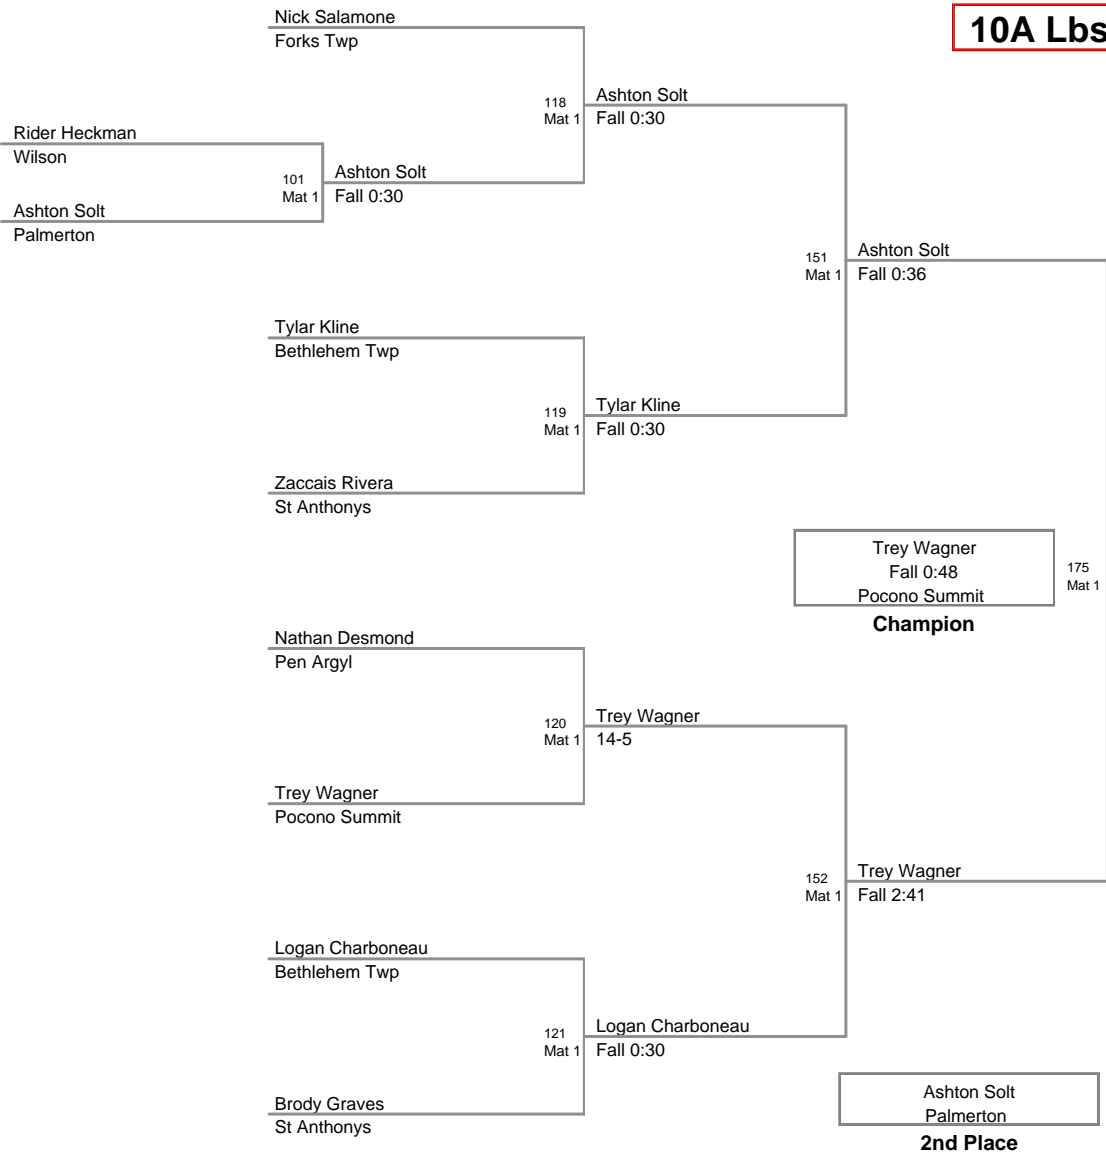 Nick Salamone
Forks Twp
10A Lbs
118
Mat 1
Ashton Solt
Fall 0:30
Rider Heckman
Wilson
101
Mat 1
Ashton Solt
Fall 0:30
Ashton Solt
Palmerton
151
Mat 1
Ashton Solt
Fall 0:36
Tylar Kline
Bethlehem Twp
119
Mat 1
Tylar Kline
Fall 0:30
Zaccais Rivera
St Anthonys
Trey Wagner
Fall 0:48
Pocono Summit
Champion
175
Mat 1
Nathan Desmond
Pen Argyl
120
Mat 1
Trey Wagner
14-5
Trey Wagner
Pocono Summit
152
Mat 1
Trey Wagner
Fall 2:41
Logan Charboneau
Bethlehem Twp
121
Mat 1
Logan Charboneau
Fall 0:30
Brody Graves
St Anthonys
Ashton Solt
Palmerton
2nd Place